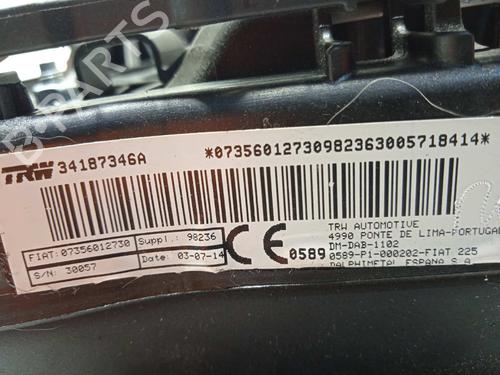 B-PARTS
TRW 34187346A *07356012730982363005718414*
FIAT: 07356012730 Suppl.: 98236
S/N: 30057 Date: 03-07-14
CE 0589
TRW AUTOMOTIVE
4990 PONTE DE LIMA-PORTUGAL
DM-DAB-1102
0589-P1-000202-FIAT 225
DALPHIMETAL ESPANA S.A